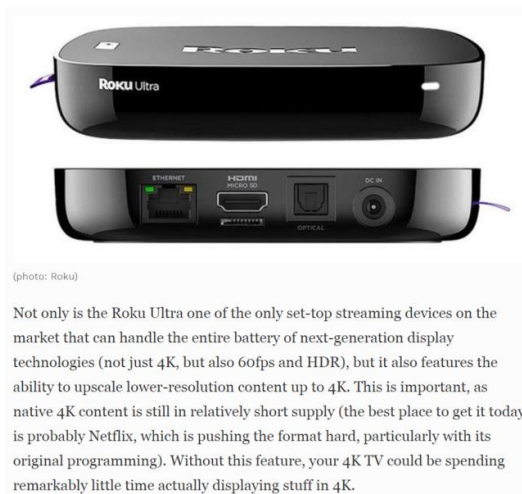 ROKU
ROKU Ultra
ETHERNET
HDMI
MICRO SD
OPTICAL
DC IN
(photo: Roku)
Not only is the Roku Ultra one of the only set-top streaming devices on the
market that can handle the entire battery of next-generation display
technologies (not just 4K, but also 60fps and HDR), but it also features the
ability to upscale lower-resolution content up to 4K. This is important, as
native 4K content is still in relatively short supply (the best place to get it today
is probably Netflix, which is pushing the format hard, particularly with its
original programming). Without this feature, your 4K TV could be spending
remarkably little time actually displaying stuff in 4K.